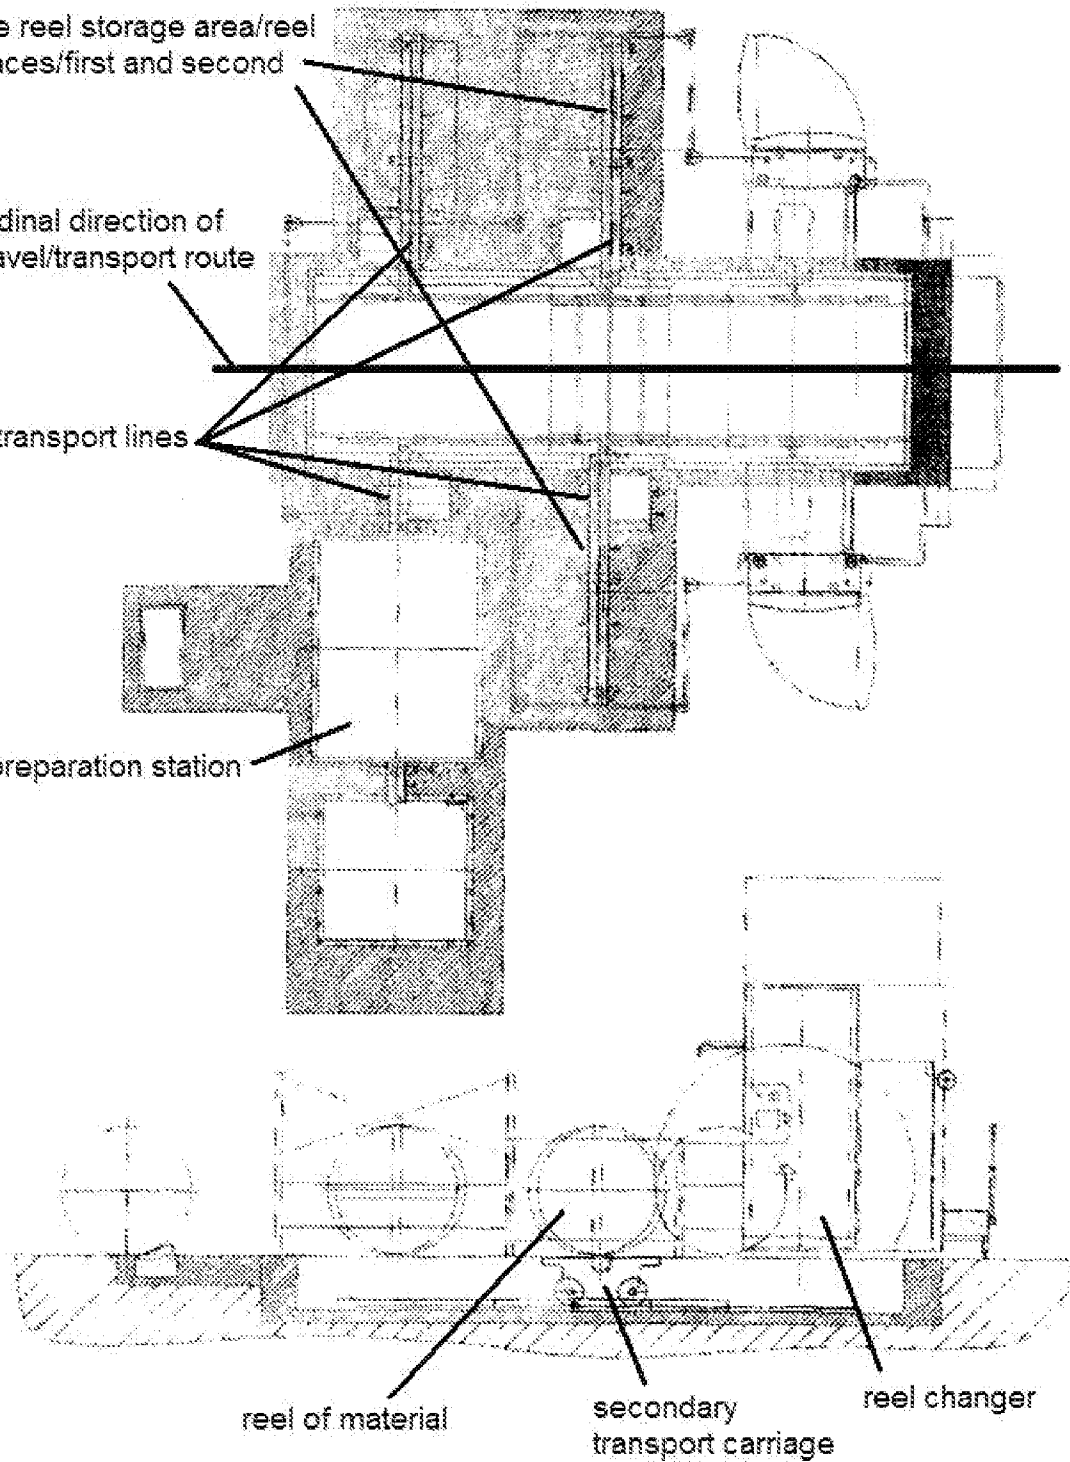 e reel storage area/reel
aces/first and second
dinal direction of
avel/transport route
transport lines
preparation station
reel of material
secondary
transport carriage
reel changer